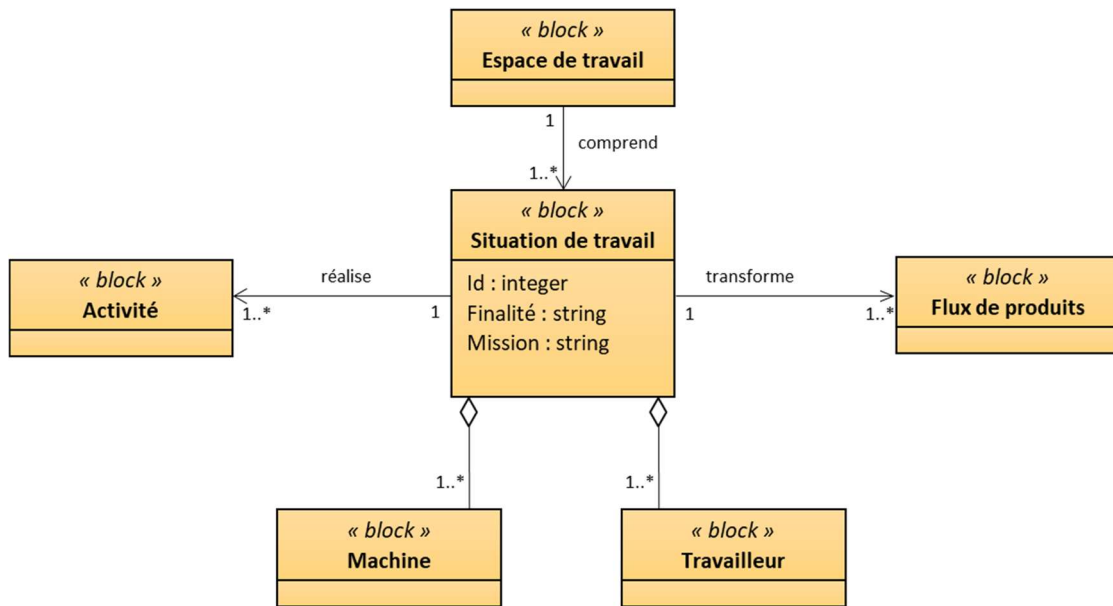 « block »
Espace de travail
1
comprend
1..*
« block »
Situation de travail
Id : integer
Finalité : string
Mission : string
« block »
Activité
réalise
1..*
1
transforme
1
1..*
« block »
Flux de produits
1..*
1..*
« block »
Machine
« block »
Travailleur